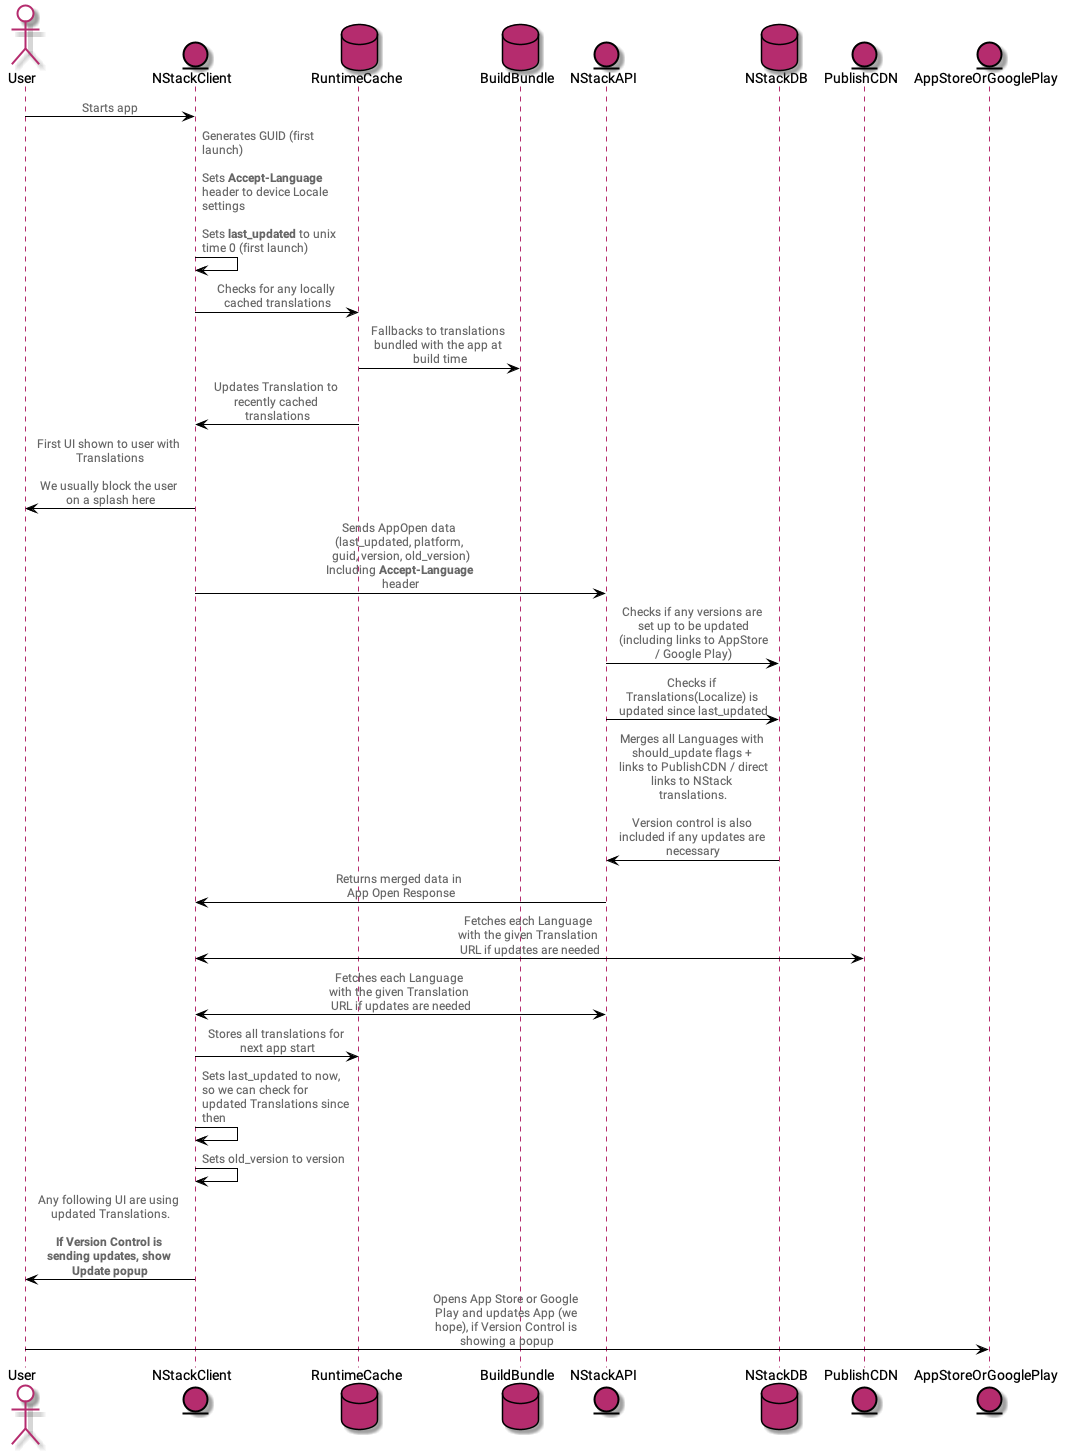 User
NStackClient
RuntimeCache
BuildBundle
NStackAPI
NStackDB
PublishCDN
AppStoreOrGooglePlay
Starts app
Generates GUID (first
launch)
Sets Accept-Language
header to device Locale
settings
Sets last_updated to unix
time 0 (first launch)
Checks for any locally
cached translations
Fallbacks to translations
bundled with the app at
build time
Updates Translation to
recently cached
translations
First UI shown to user with
Translations
We usually block the user
on a splash here
Sends AppOpen data
(last_updated, platform,
guid, version, old_version)
Including Accept-Language
header
Checks if any versions are
set up to be updated
(including links to AppStore
/ Google Play)
Checks if
Translations(Localize) is
updated since last_updated
Merges all Languages with
should_update flags +
links to PublishCDN / direct
links to NStack
translations.
Version control is also
included if any updates are
necessary
Returns merged data in
App Open Response
Fetches each Language
with the given Translation
URL if updates are needed
Fetches each Language
with the given Translation
URL if updates are needed
Stores all translations for
next app start
Sets last_updated to now,
so we can check for
updated Translations since
then
Sets old_version to version
Any following UI are using
updated Translations.
If Version Control is
sending updates, show
Update popup
Opens App Store or Google
Play and updates App (we
hope), if Version Control is
showing a popup
User
NStackClient
RuntimeCache
BuildBundle
NStackAPI
NStackDB
PublishCDN
AppStoreOrGooglePlay